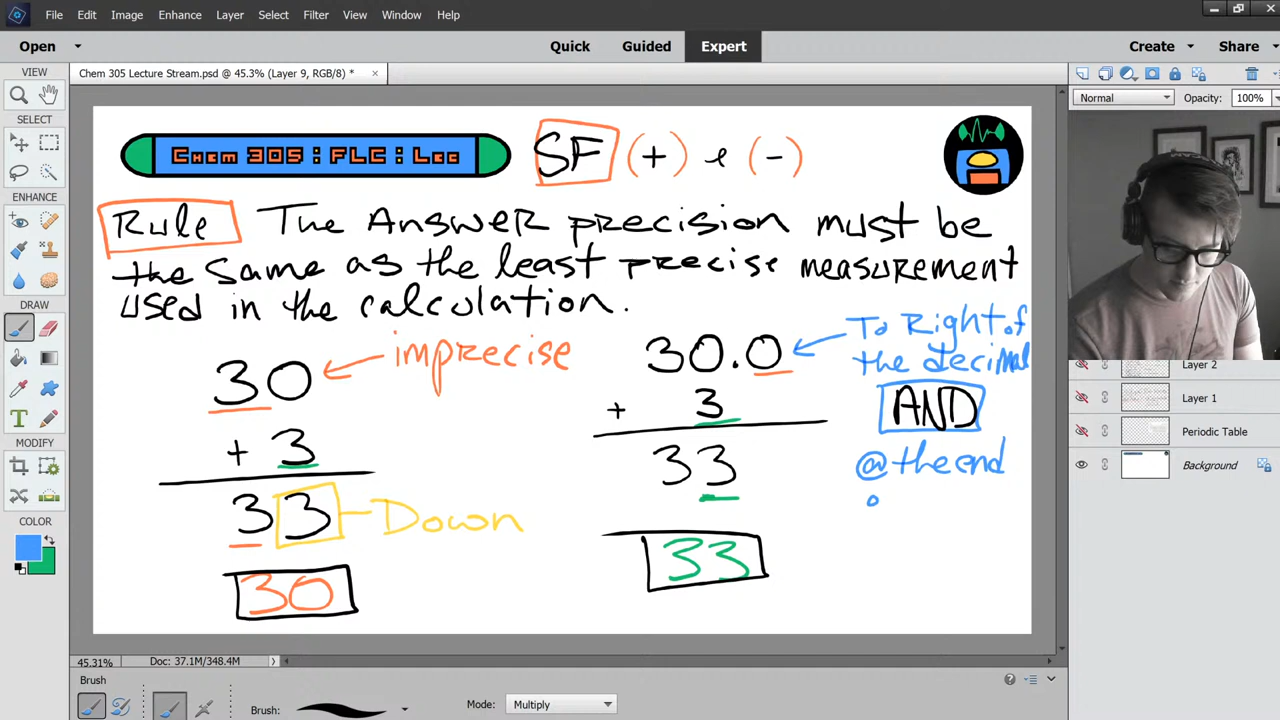 File Edit Image Enhance Layer Select Filter View Window Help
Open Quick Guided Expert Create Share
VIEW
SELECT
ENHANCE
DRAW
MODIFY
COLOR
Chem 305 Lecture Stream.psd @ 45.3% (Layer 9, RGB/8) * ×
Normal Opacity: 100%
Layer 2
Layer 1
Periodic Table
Background
Chem 305 : FLC : Lec
SF (+) e (-)
Rule The Answer precision must be
the same as the least precise measurement
used in the calculation.
30 ← imprecise
+ 3
33 - Down
30
30.0 ← To Right of
the decimal
+ 3
AND
33
@ the end
33
45.31% Doc: 37.1M/348.4M
Brush
Brush: Mode: Multiply